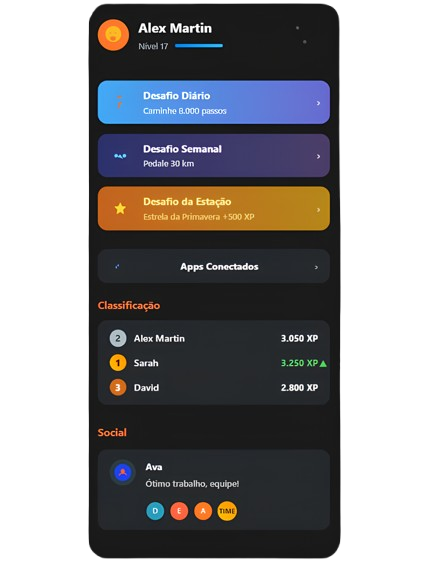 Alex Martin
Nível 17
Desafio Diário
Caminhe 8.000 passos
Desafio Semanal
Pedale 30 km
Desafio da Estação
Estrela da Primavera +500 XP
Apps Conectados
Classificação
2 Alex Martin 3.050 XP
1 Sarah 3.250 XP
3 David 2.800 XP
Social
Ava
Ótimo trabalho, equipe!
D E A TIME